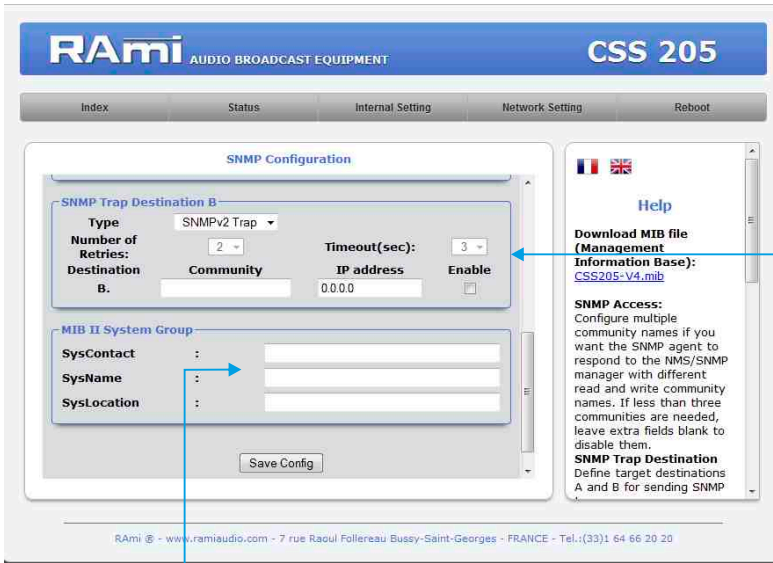 RAmi AUDIO BROADCAST EQUIPMENT CSS 205
Index Status Internal Setting Network Setting Reboot
SNMP Configuration
SNMP Trap Destination B
Type SNMPv2 Trap
Number of Retries: 2 Timeout(sec): 3
Destination Community IP address Enable
B. 0.0.0.0
MIB II System Group
SysContact :
SysName :
SysLocation :
Save Config
Help
Download MIB file
(Management
Information Base):
CSS205-V4.mib
SNMP Access:
Configure multiple
community names if you
want the SNMP agent to
respond to the NMS/SNMP
manager with different
read and write community
names. If less than three
communities are needed,
leave extra fields blank to
disable them.
SNMP Trap Destination
Define target destinations
A and B for sending SNMP
RAmi ® - www.ramiaudio.com - 7 rue Raoul Follereau Bussy-Saint-Georges - FRANCE - Tel.:(33)1 64 66 20 20